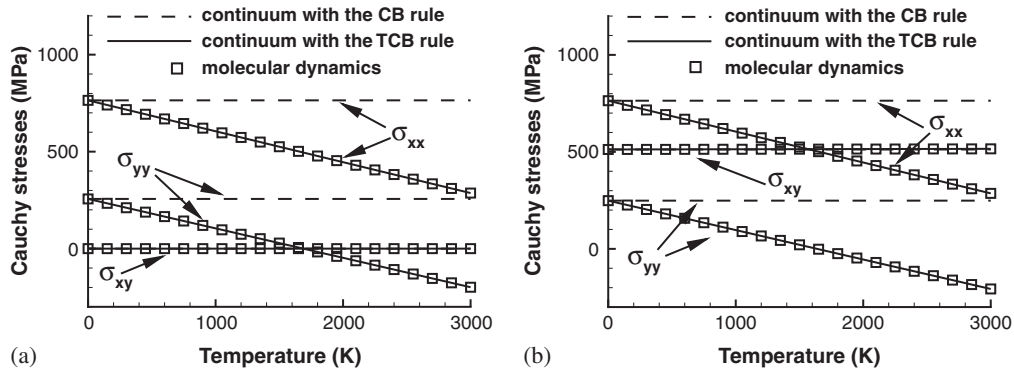 continuum with the CB rule
continuum with the TCB rule
molecular dynamics
1000
500
0
Cauchy stresses (MPa)
σxx
σyy
σxy
0 1000 2000 3000
Temperature (K)
(a)
continuum with the CB rule
continuum with the TCB rule
molecular dynamics
1000
500
0
Cauchy stresses (MPa)
σxx
σxy
σyy
0 1000 2000 3000
Temperature (K)
(b)